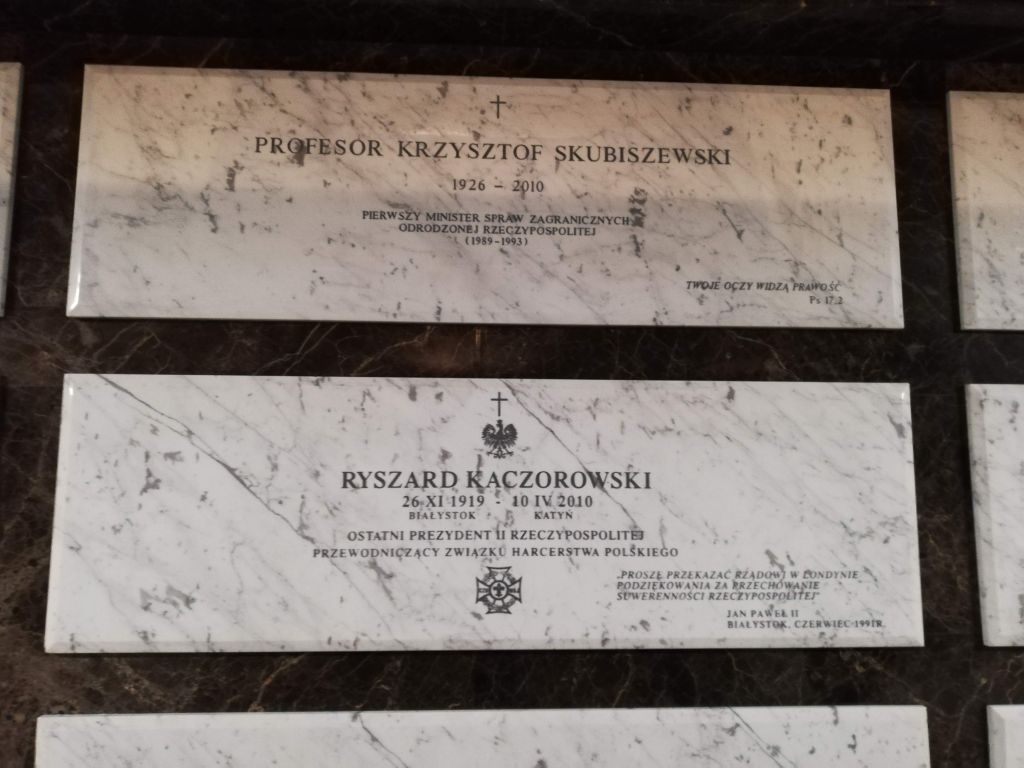 PROFESOR KRZYSZTOF SKUBISZEWSKI
1926 – 2010
PIERWSZY MINISTER SPRAW ZAGRANICZNYCH
ODRODZONEJ RZECZYPOSPOLITEJ
(1989-1993)
TWOJE OCZY WIDZĄ PRAWOŚĆ
Ps 17,2
RYSZARD KACZOROWSKI
26 XI 1919 - 10 IV 2010
BIAŁYSTOK KATYŃ
OSTATNI PREZYDENT II RZECZYPOSPOLITEJ
PRZEWODNICZĄCY ZWIĄZKU HARCERSTWA POLSKIEGO
„PROSZĘ PRZEKAZAĆ RZĄDOWI W LONDYNIE
PODZIĘKOWANIA ZA PRZECHOWANIE
SUWERENNOŚCI RZECZYPOSPOLITEJ"
JAN PAWEŁ II
BIAŁYSTOK, CZERWIEC 1991R.